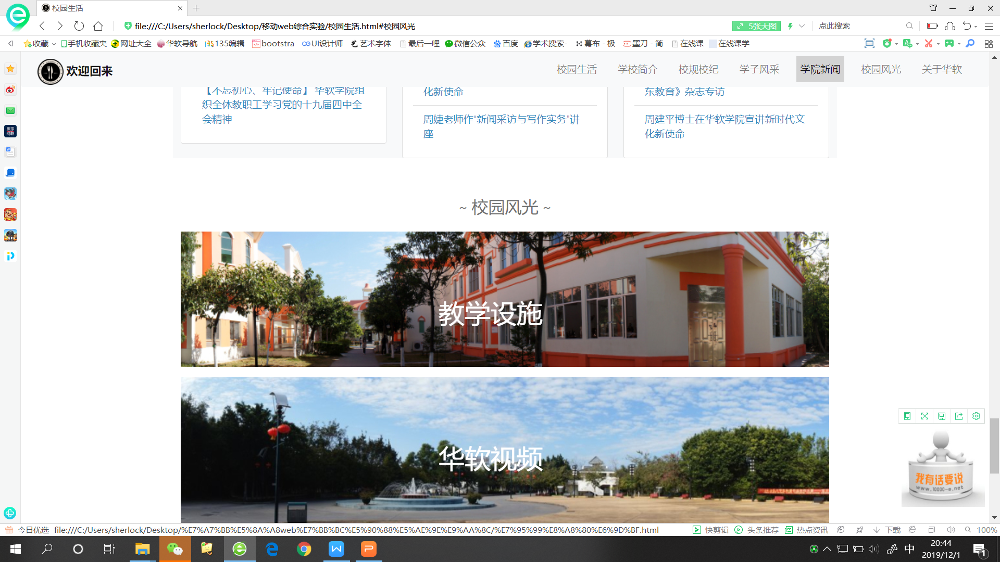 校园生活
file:///C:/Users/sherlock/Desktop/移动web综合实验/校园生活.html#校园风光
5张大图
点此搜索
收藏
手机收藏夹
网址大全
华软导航
135编辑
bootstra
UI设计师
艺术字体
最后一哩
微信公众
百度
学术搜索-
幕布 - 极
墨刀 - 简
在线课
在线课学
欢迎回来
校园生活
学校简介
校规校纪
学子风采
学院新闻
校园风光
关于华软
【不忘初心、牢记使命】 华软学院组
织全体教职工学习党的十九届四中全
会精神
化新使命
周婕老师作“新闻采访与写作实务”讲
座
东教育》杂志专访
周建平博士在华软学院宣讲新时代文
化新使命
~ 校园风光 ~
教学设施
华软视频
我有话要说
www.10000-e.net
今日优选
file:///C:/Users/sherlock/Desktop/%E7%A7%BB%E5%8A%A8web%E7%BB%BC%E5%90%88%E5%AE%9E%E9%AA%8C/%E7%95%99%E8%A8%80%E6%9D%BF.html
快剪辑
头条推荐
热点资讯
下载
100%
中
20:44
2019/12/1
1